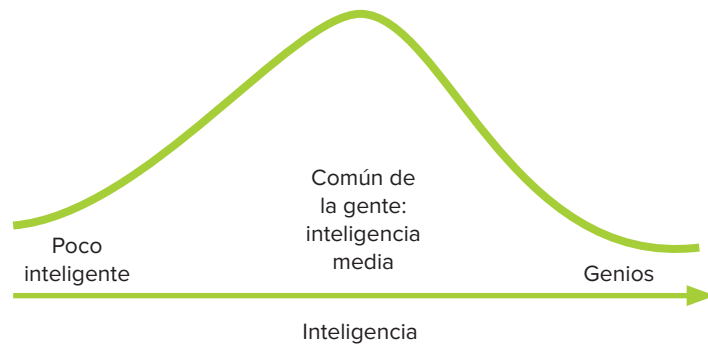 Común de
la gente:
inteligencia
media
Poco
inteligente
Genios
Inteligencia